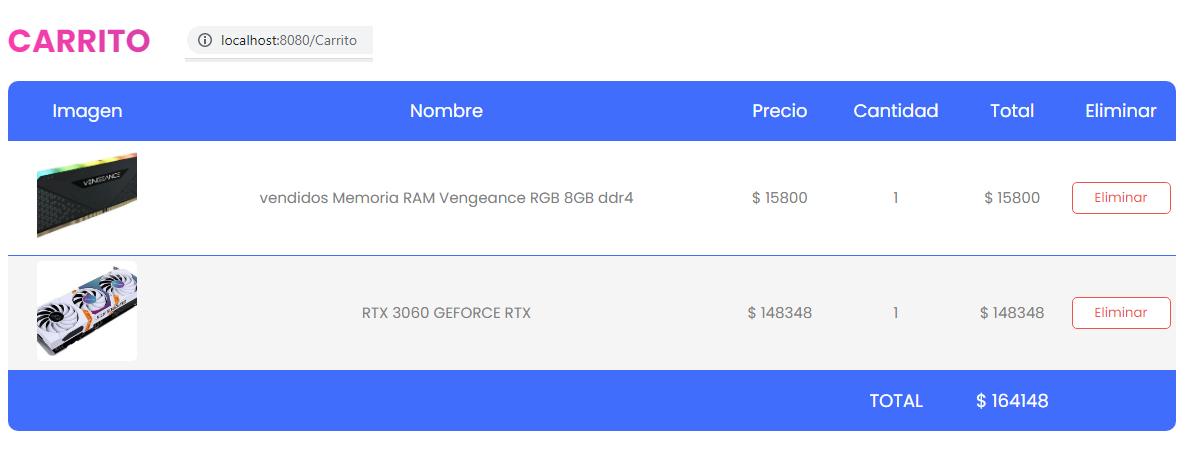 CARRITO
localhost:8080/Carrito
Imagen Nombre Precio Cantidad Total Eliminar
VENGEANCE
vendidos Memoria RAM Vengeance RGB 8GB ddr4 $ 15800 1 $ 15800 Eliminar
RTX 3060 GEFORCE RTX $ 148348 1 $ 148348 Eliminar
TOTAL $ 164148